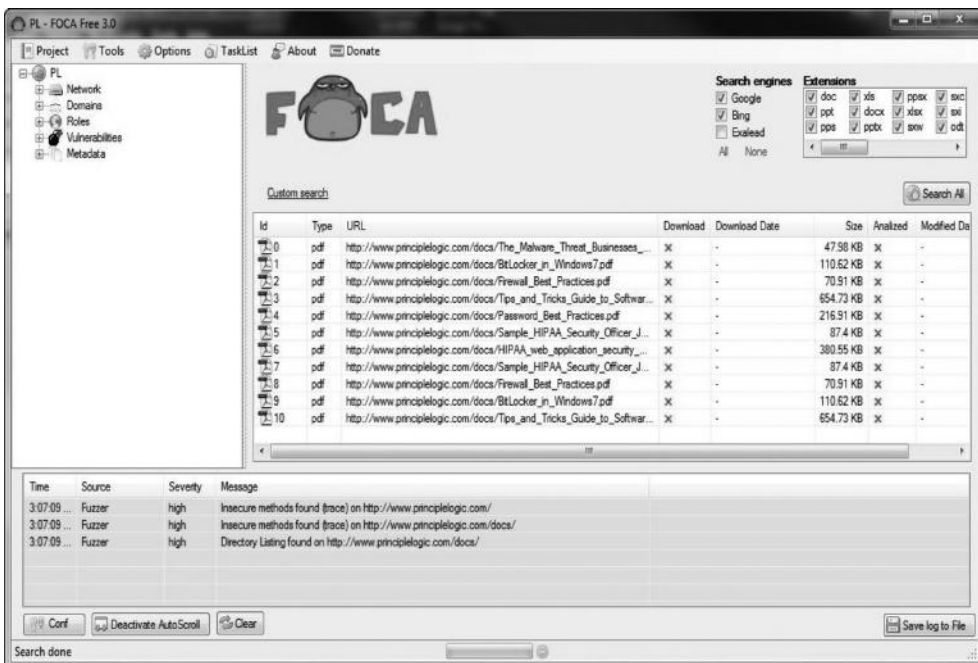 PL - FOCA Free 3.0
Project Tools Options TaskList About Donate
PL
Network
Domains
Roles
Vulnerabilities
Metadata
FOCA
Search engines
Google
Bing
Exalead
All None
Extensions
doc xls ppsx sxc
ppt docx xlsx sxi
pps pptx sxw odt
Custom search
Search All
Id Type URL Download Download Date Size Analized Modified Da
0 pdf http://www.principlelogic.com/docs/The_Malware_Threat_Businesses_... x - 47.98 KB x -
1 pdf http://www.principlelogic.com/docs/BitLocker_in_Windows7.pdf x - 110.62 KB x -
2 pdf http://www.principlelogic.com/docs/Firewall_Best_Practices.pdf x - 70.91 KB x -
3 pdf http://www.principlelogic.com/docs/Tips_and_Tricks_Guide_to_Softwar... x - 654.73 KB x -
4 pdf http://www.principlelogic.com/docs/Password_Best_Practices.pdf x - 216.91 KB x -
5 pdf http://www.principlelogic.com/docs/Sample_HIPAA_Security_Officer_J... x - 87.4 KB x -
6 pdf http://www.principlelogic.com/docs/HIPAA_web_application_security_... x - 380.55 KB x -
7 pdf http://www.principlelogic.com/docs/Sample_HIPAA_Security_Officer_J... x - 87.4 KB x -
8 pdf http://www.principlelogic.com/docs/Firewall_Best_Practices.pdf x - 70.91 KB x -
9 pdf http://www.principlelogic.com/docs/BitLocker_in_Windows7.pdf x - 110.62 KB x -
10 pdf http://www.principlelogic.com/docs/Tips_and_Tricks_Guide_to_Softwar... x - 654.73 KB x -
Time Source Severity Message
3:07:09 ... Fuzzer high Insecure methods found (trace) on http://www.principlelogic.com/
3:07:09 ... Fuzzer high Insecure methods found (trace) on http://www.principlelogic.com/docs/
3:07:09 ... Fuzzer high Directory Listing found on http://www.principlelogic.com/docs/
Conf Deactivate AutoScroll Clear Save log to File
Search done